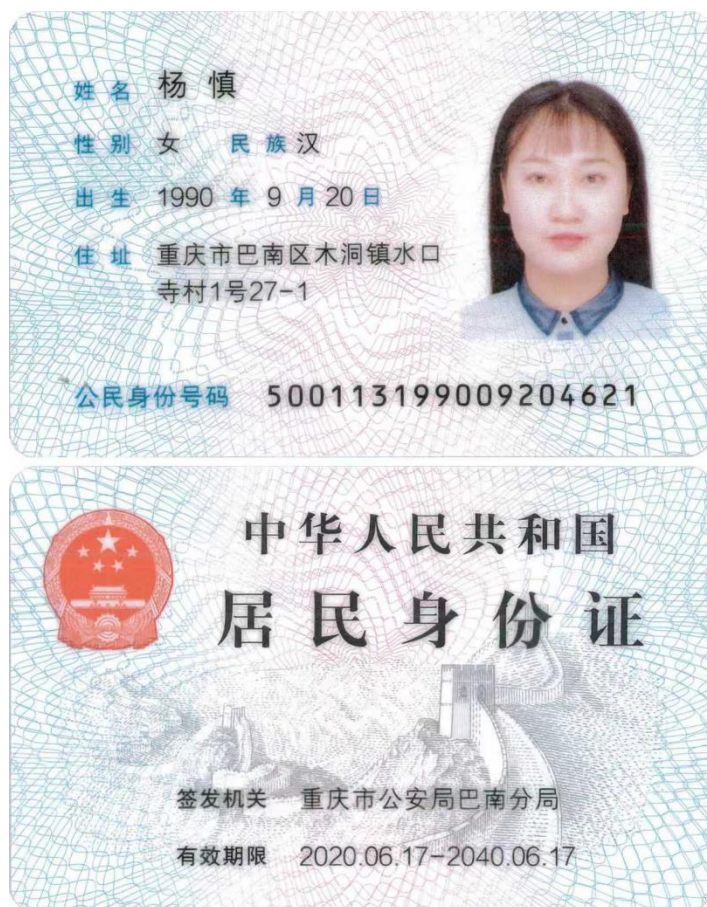 姓名 杨慎
性别 女 民族 汉
出生 1990 年 9 月 20 日
住址 重庆市巴南区木洞镇水口
寺村1号27-1
公民身份号码 500113199009204621
中华人民共和国
居民身份证
签发机关 重庆市公安局巴南分局
有效期限 2020.06.17-2040.06.17